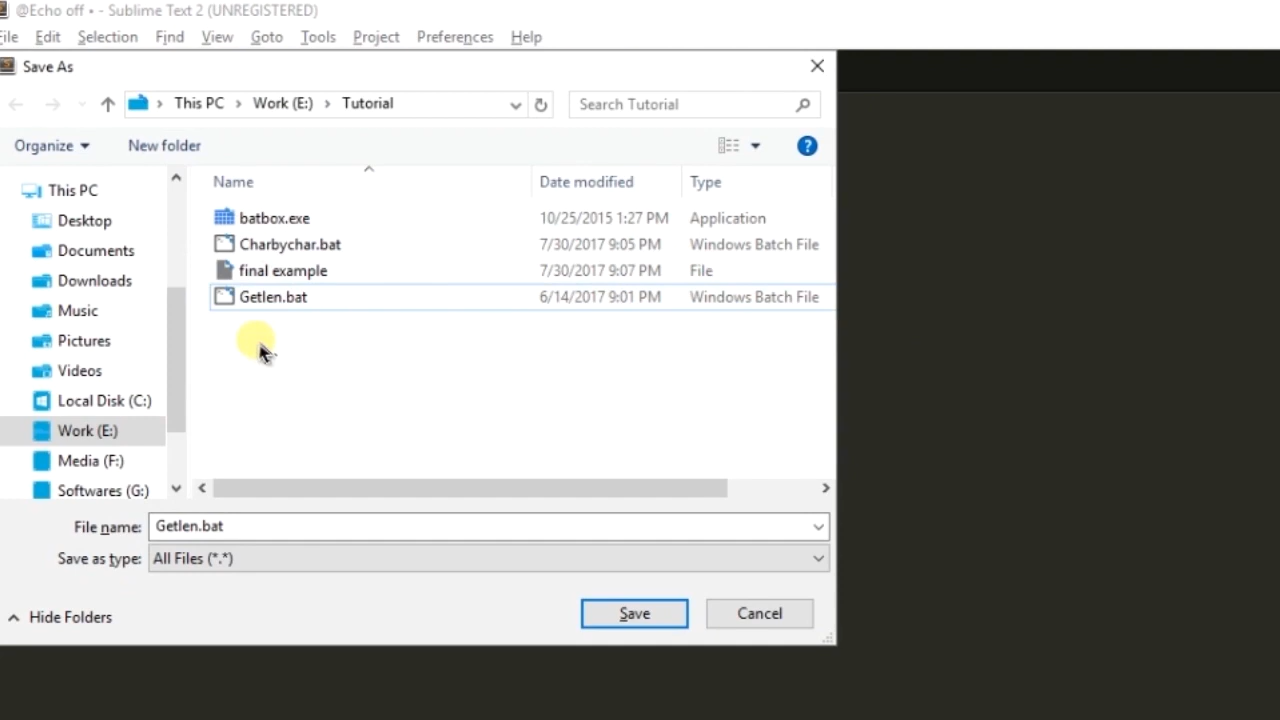 @Echo off • - Sublime Text 2 (UNREGISTERED)
File Edit Selection Find View Goto Tools Project Preferences Help
Save As
This PC › Work (E:) › Tutorial
Search Tutorial
Organize New folder
?
Name Date modified Type
This PC
Desktop
Documents
Downloads
Music
Pictures
Videos
Local Disk (C:)
Work (E:)
Media (F:)
Softwares (G:)
batbox.exe 10/25/2015 1:27 PM Application
Charbychar.bat 7/30/2017 9:05 PM Windows Batch File
final example 7/30/2017 9:07 PM File
Getlen.bat 6/14/2017 9:01 PM Windows Batch File
File name: Getlen.bat
Save as type: All Files (*.*)
Hide Folders
Save Cancel